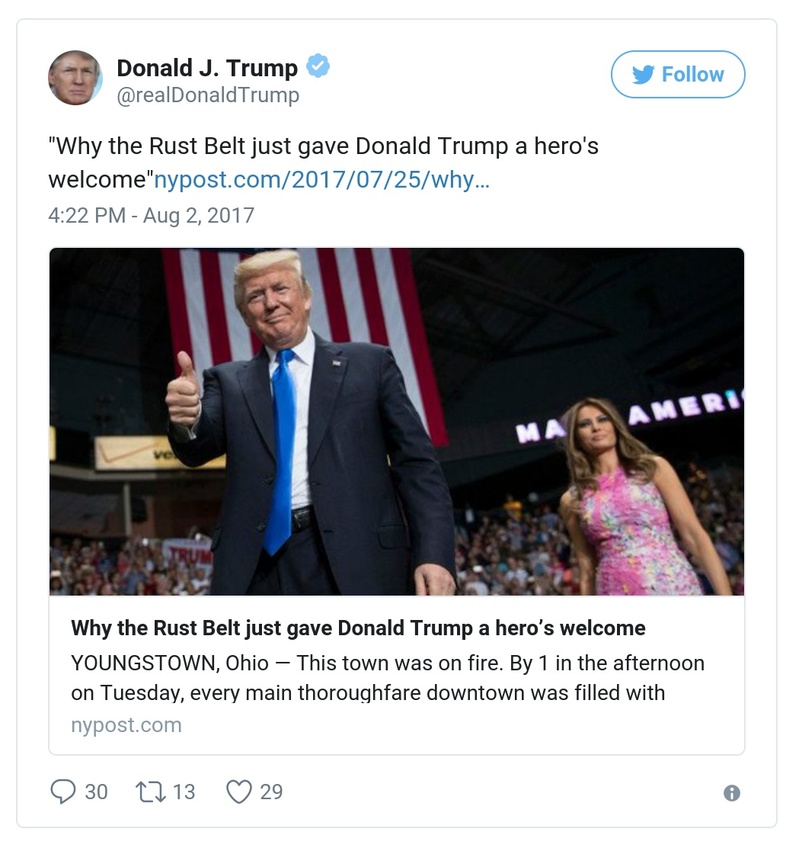 Donald J. Trump
@realDonaldTrump
Follow
"Why the Rust Belt just gave Donald Trump a hero's
welcome"nypost.com/2017/07/25/why…
4:22 PM - Aug 2, 2017
MA AMERI
TRUM
Why the Rust Belt just gave Donald Trump a hero’s welcome
YOUNGSTOWN, Ohio — This town was on fire. By 1 in the afternoon
on Tuesday, every main thoroughfare downtown was filled with
nypost.com
30 13 29